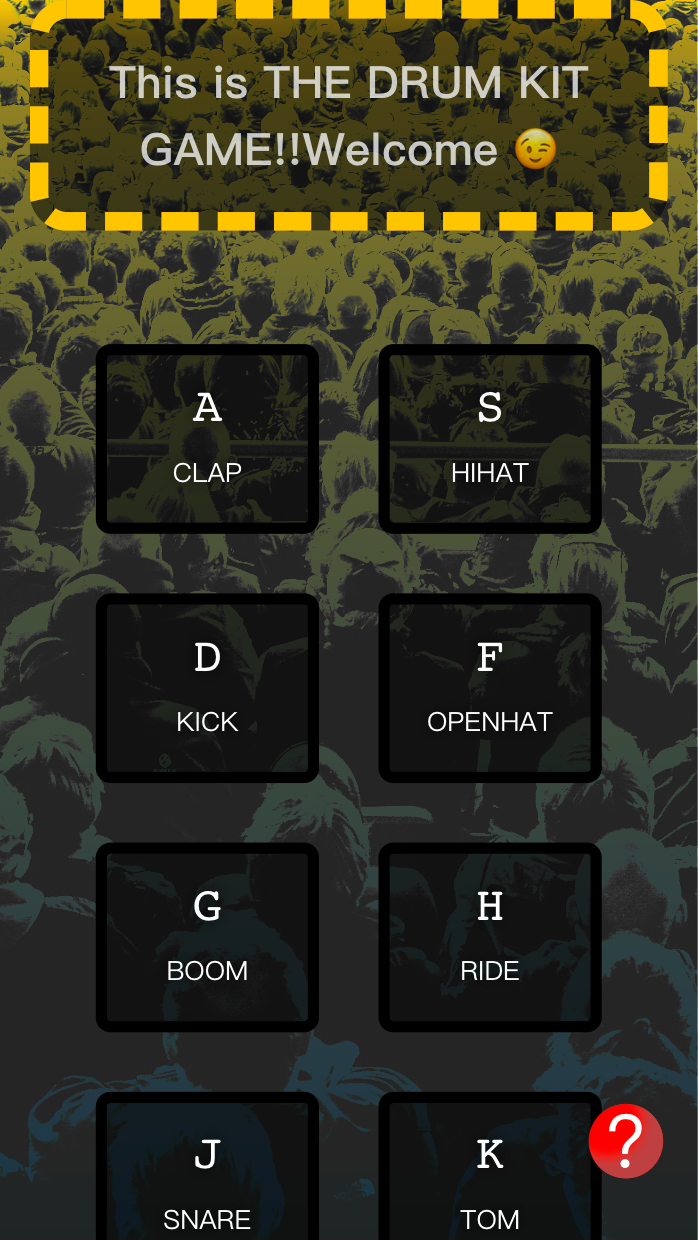 This is THE DRUM KIT
GAME!!Welcome 😉
A
CLAP
S
HIHAT
D
KICK
F
OPENHAT
G
BOOM
H
RIDE
J
SNARE
K
TOM
?